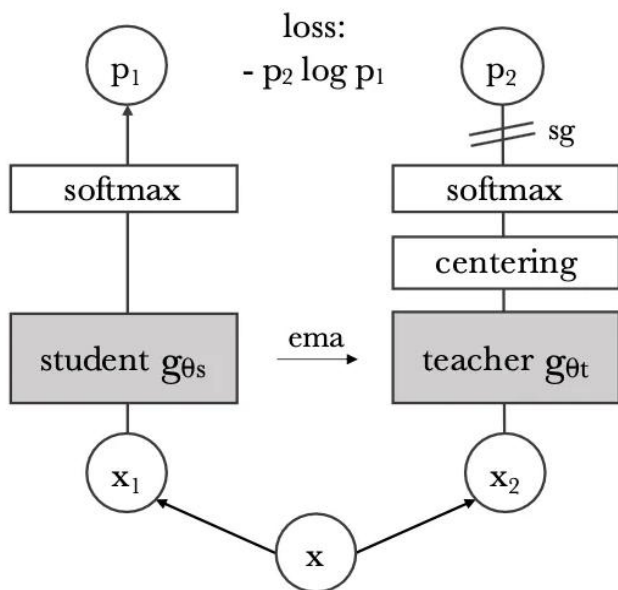 loss:
p₁ - p₂ log p₁ p₂
sg
softmax softmax
centering
ema
student gθs teacher gθt
x₁ x₂
x